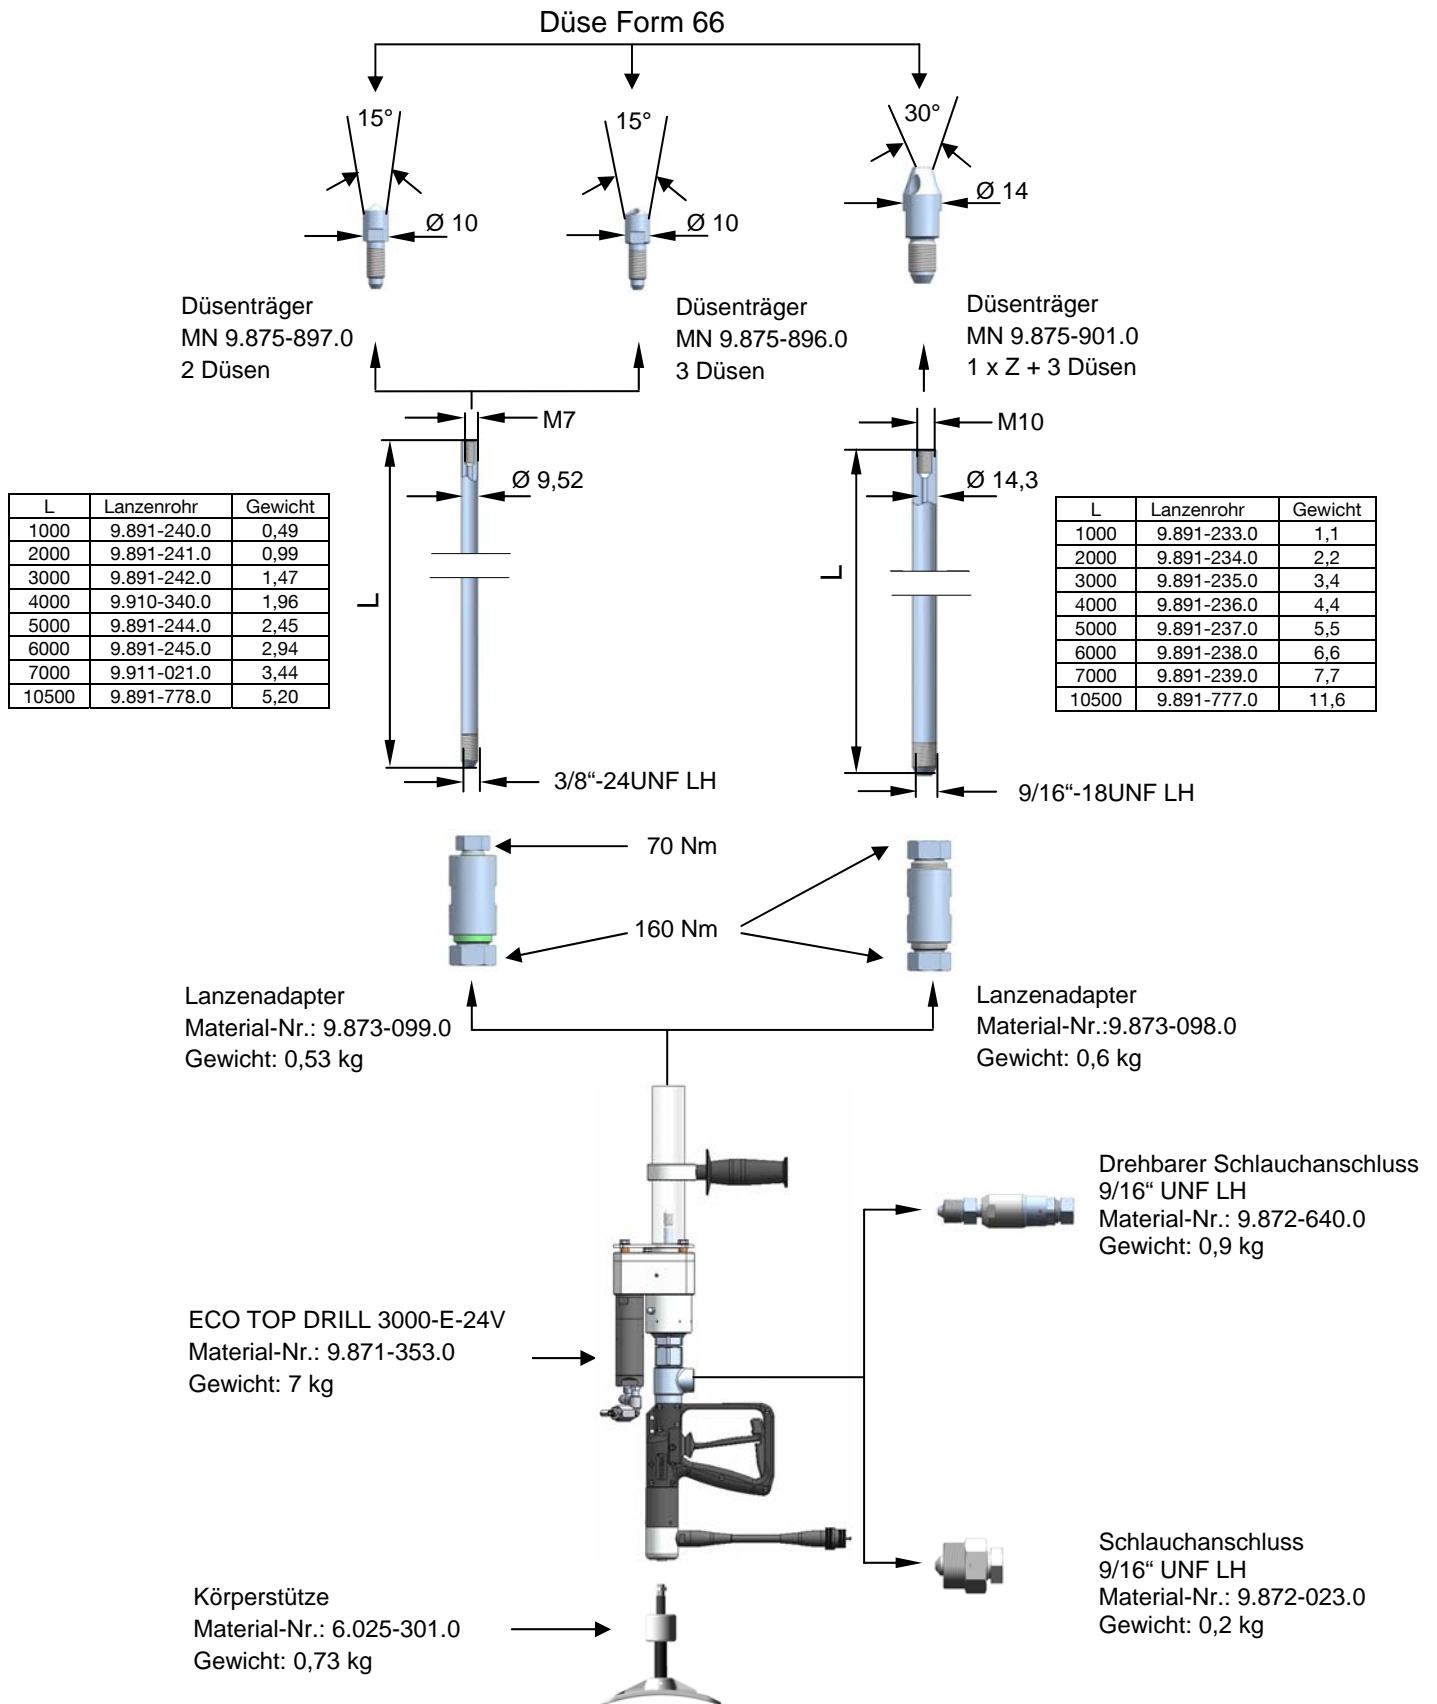 Düse Form 66
15°
15°
30°
Ø 10
Ø 10
Ø 14
Düsenträger
MN 9.875-897.0
2 Düsen
Düsenträger
MN 9.875-896.0
3 Düsen
Düsenträger
MN 9.875-901.0
1 x Z + 3 Düsen
M7
Ø 9,52
M10
Ø 14,3
L Lanzenrohr Gewicht
1000 9.891-240.0 0,49
2000 9.891-241.0 0,99
3000 9.891-242.0 1,47
4000 9.910-340.0 1,96
5000 9.891-244.0 2,45
6000 9.891-245.0 2,94
7000 9.911-021.0 3,44
10500 9.891-778.0 5,20
L
L
L Lanzenrohr Gewicht
1000 9.891-233.0 1,1
2000 9.891-234.0 2,2
3000 9.891-235.0 3,4
4000 9.891-236.0 4,4
5000 9.891-237.0 5,5
6000 9.891-238.0 6,6
7000 9.891-239.0 7,7
10500 9.891-777.0 11,6
3/8“-24UNF LH
9/16“-18UNF LH
70 Nm
160 Nm
Lanzenadapter
Material-Nr.: 9.873-099.0
Gewicht: 0,53 kg
Lanzenadapter
Material-Nr.:9.873-098.0
Gewicht: 0,6 kg
Drehbarer Schlauchanschluss
9/16“ UNF LH
Material-Nr.: 9.872-640.0
Gewicht: 0,9 kg
ECO TOP DRILL 3000-E-24V
Material-Nr.: 9.871-353.0
Gewicht: 7 kg
Schlauchanschluss
9/16“ UNF LH
Material-Nr.: 9.872-023.0
Gewicht: 0,2 kg
Körperstütze
Material-Nr.: 6.025-301.0
Gewicht: 0,73 kg